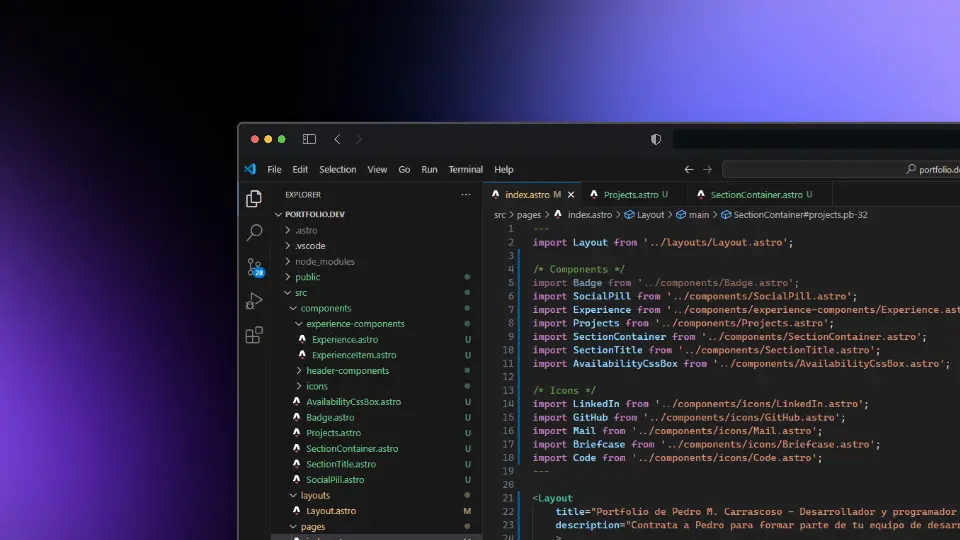 File Edit Selection View Go Run Terminal Help
portfolio.de
EXPLORER
PORTFOLIO.DEV
.astro
.vscode
node_modules
public
src
components
experience-components
Experience.astro U
ExperienceItem.astro U
header-components
icons
AvailabilityCssBox.astro U
Badge.astro U
Projects.astro U
SectionContainer.astro U
SectionTitle.astro U
SocialPill.astro U
layouts
Layout.astro M
pages
28
index.astro M Projects.astro U SectionContainer.astro U
src > pages > index.astro > Layout > main > SectionContainer#projects.pb-32
1 ---
2 import Layout from '../layouts/Layout.astro';
3
4 /* Components */
5 import Badge from '../components/Badge.astro';
6 import SocialPill from '../components/SocialPill.astro';
7 import Experience from '../components/experience-components/Experience.ast
8 import Projects from '../components/Projects.astro';
9 import SectionContainer from '../components/SectionContainer.astro';
10 import SectionTitle from '../components/SectionTitle.astro';
11 import AvailabilityCssBox from '../components/AvailabilityCssBox.astro';
12
13 /* Icons */
14 import LinkedIn from '../components/icons/LinkedIn.astro';
15 import GitHub from '../components/icons/GitHub.astro';
16 import Mail from '../components/icons/Mail.astro';
17 import Briefcase from '../components/icons/Briefcase.astro';
18 import Code from '../components/icons/Code.astro';
19 ---
20
21 <Layout
22 title="Portfolio de Pedro M. Carrascoso - Desarrollador y programador
23 description="Contrata a Pedro para formar parte de tu equipo de desarr
24 >